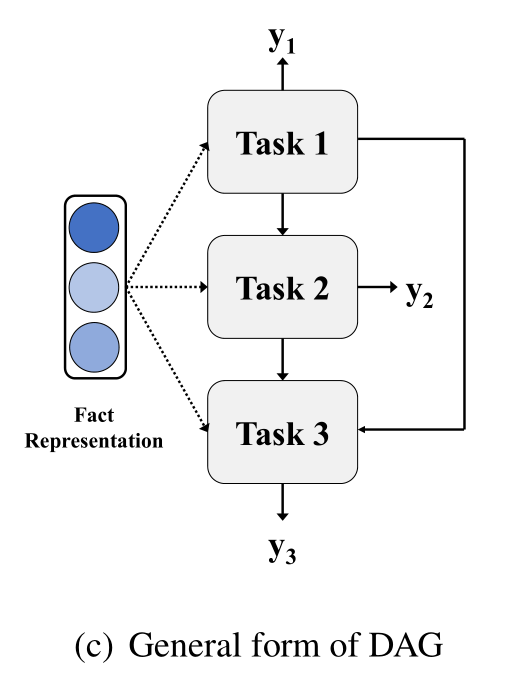 y1
Task 1
Task 2
y2
Fact
Representation
Task 3
y3
(c) General form of DAG